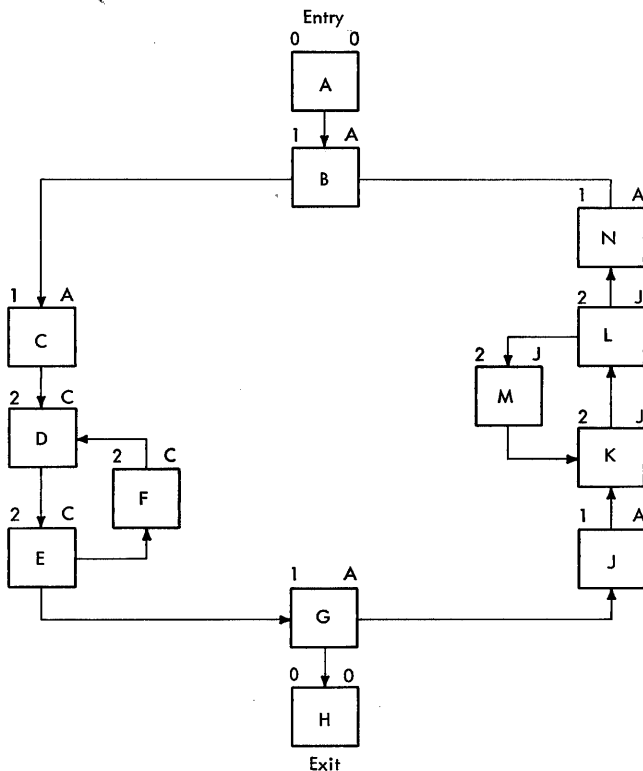 Entry
0 0
A
1 A
B
1 A
N
1 A
C
2 J
L
2 J
M
2 C
D
2 J
K
2 C
F
2 C
E
1 A
J
1 A
G
0 0
H
Exit